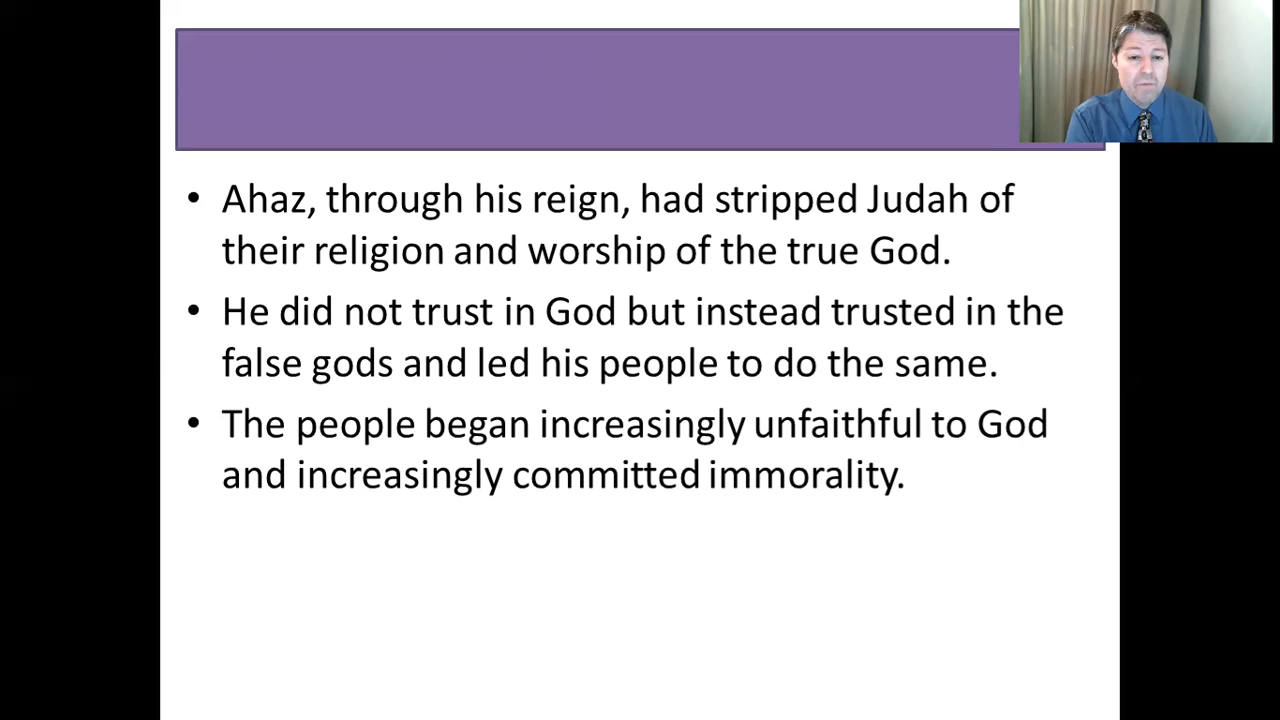 • Ahaz, through his reign, had stripped Judah of
their religion and worship of the true God.
• He did not trust in God but instead trusted in the
false gods and led his people to do the same.
• The people began increasingly unfaithful to God
and increasingly committed immorality.